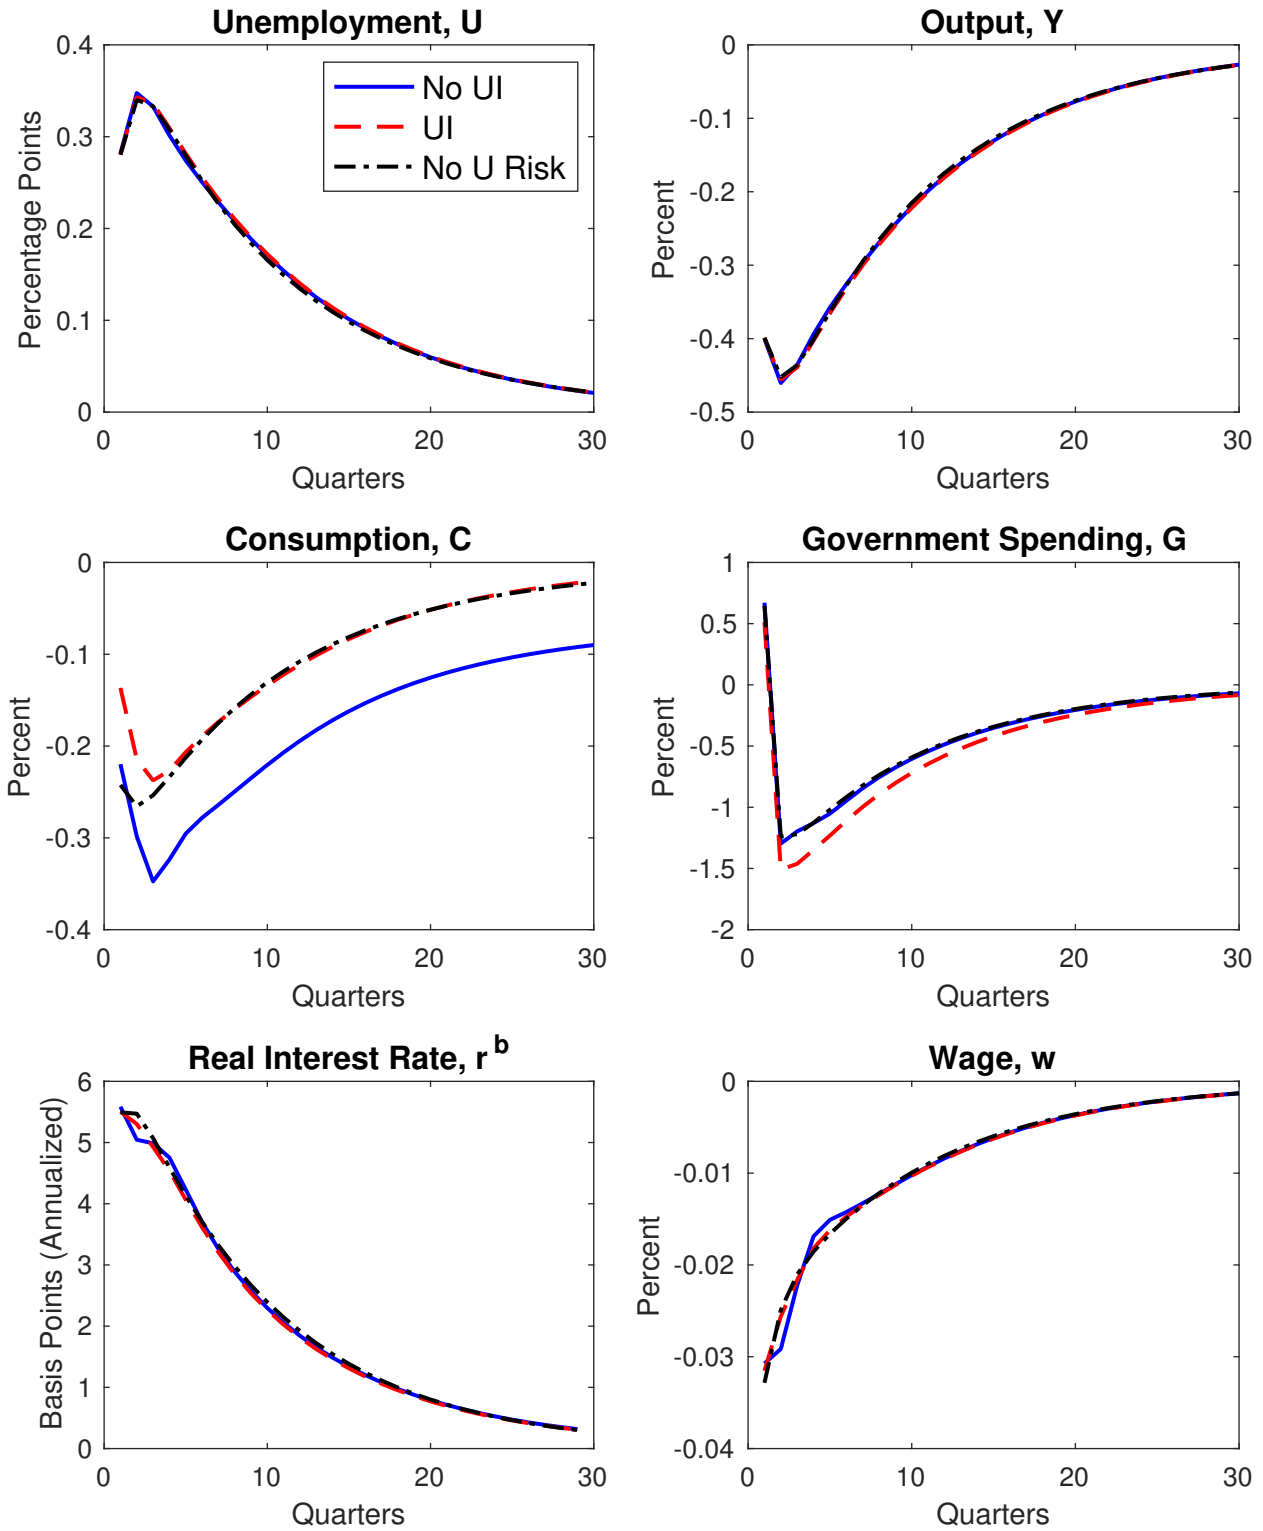 Unemployment, U
0.4
0.3
0.2
0.1
0
Percentage Points
No UI
UI
No U Risk
0
10
20
30
Quarters
Output, Y
0
-0.1
-0.2
-0.3
-0.4
-0.5
Percent
0
10
20
30
Quarters
Consumption, C
0
-0.1
-0.2
-0.3
-0.4
Percent
0
10
20
30
Quarters
Government Spending, G
1
0.5
0
-0.5
-1
-1.5
-2
Percent
0
10
20
30
Quarters
Real Interest Rate, r^b
6
5
4
3
2
1
0
Basis Points (Annualized)
0
10
20
30
Quarters
Wage, w
0
-0.01
-0.02
-0.03
-0.04
Percent
0
10
20
30
Quarters